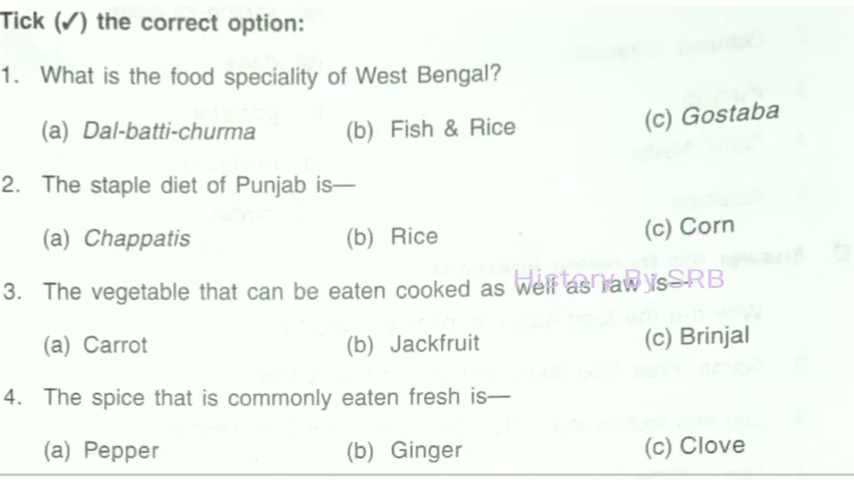 Tick (✓) the correct option:
1. What is the food speciality of West Bengal?
(a) Dal-batti-churma (b) Fish & Rice (c) Gostaba
2. The staple diet of Punjab is—
(a) Chappatis (b) Rice (c) Corn
3. The vegetable that can be eaten cooked as well as raw is—
History By SRB
(a) Carrot (b) Jackfruit (c) Brinjal
4. The spice that is commonly eaten fresh is—
(a) Pepper (b) Ginger (c) Clove